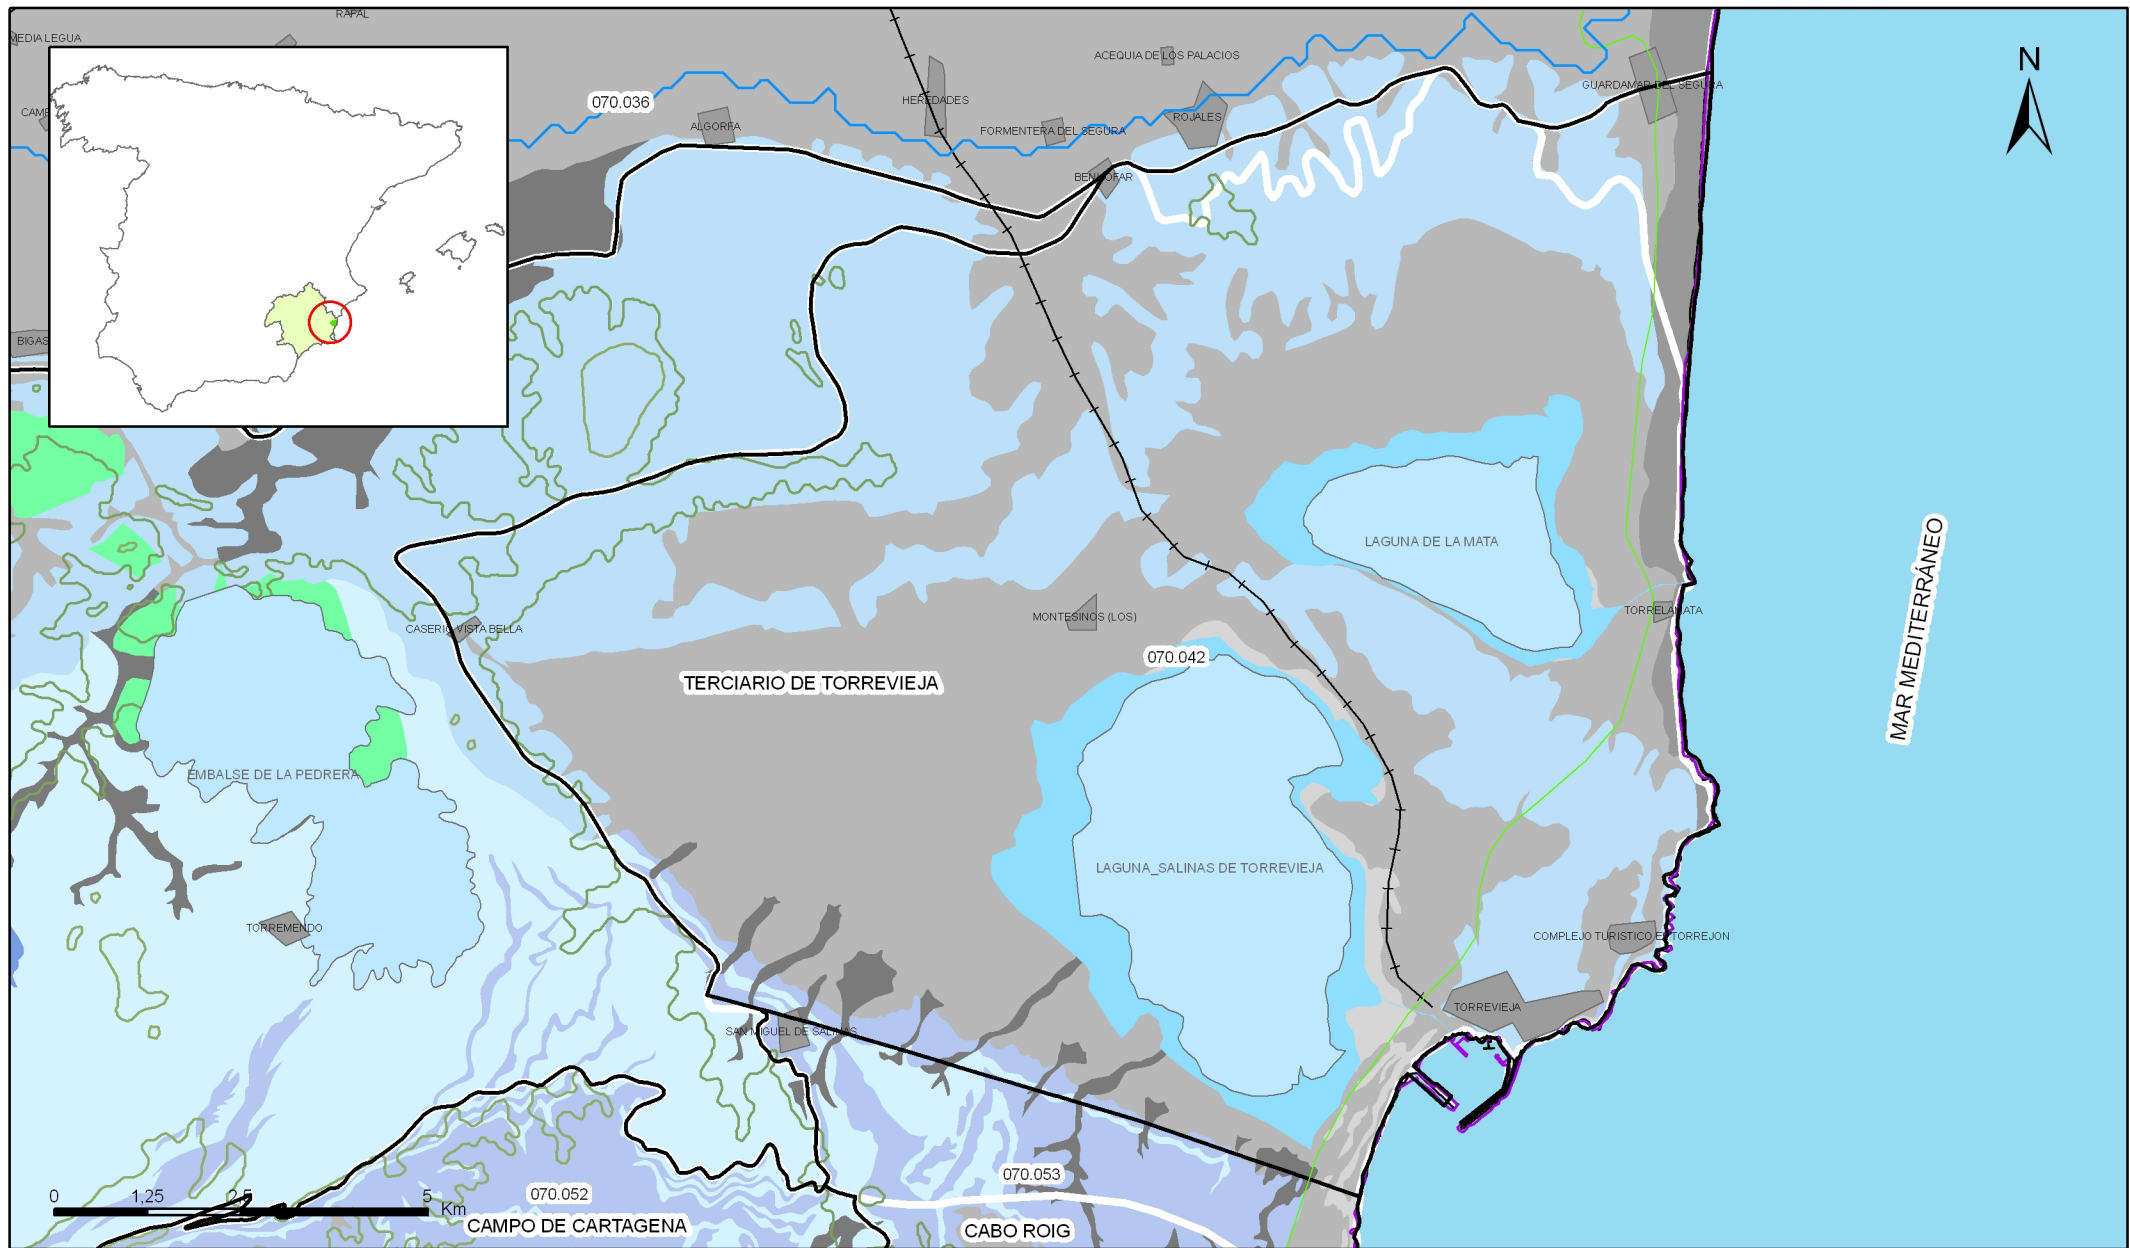 RAFAL
MEDIA LEGUA
ACEQUIA DE LOS PALACIOS
N
GUARDAMAR DEL SEGURA
HEREDADES
070.036
ROJALES
ALGORFA
FORMENTERA DEL SEGURA
BENIJOFAR
BIGAS
LAGUNA DE LA MATA
MAR MEDITERRÁNEO
TORRELAMATA
MONTESINOS (LOS)
CASERIO VISTA BELLA
070.042
TERCIARIO DE TORREVIEJA
EMBALSE DE LA PEDRERA
LAGUNA_SALINAS DE TORREVIEJA
TORREMENDO
COMPLEJO TURISTICO EL TORREJON
TORREVIEJA
SAN MIGUEL DE SALINAS
070.053
070.052
0 1,25 2,5 5
Km
CAMPO DE CARTAGENA
CABO ROIG